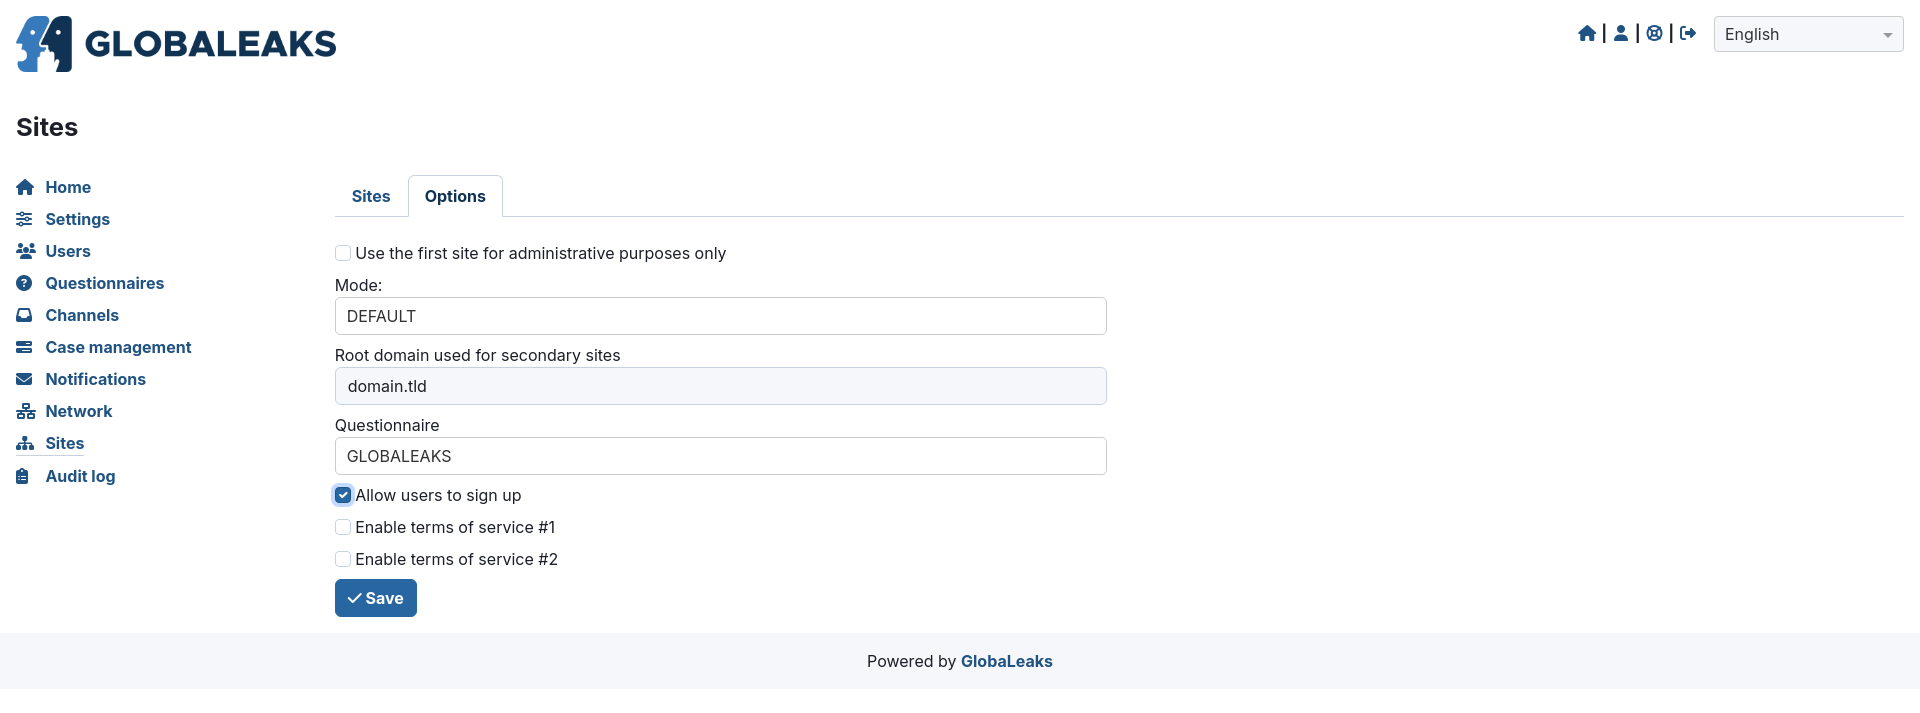 GLOBALEAKS
| | |
English
Sites
Home
Settings
Users
Questionnaires
Channels
Case management
Notifications
Network
Sites
Audit log
Sites
Options
Use the first site for administrative purposes only
Mode:
DEFAULT
Root domain used for secondary sites
domain.tld
Questionnaire
GLOBALEAKS
Allow users to sign up
Enable terms of service #1
Enable terms of service #2
Save
Powered by GlobaLeaks